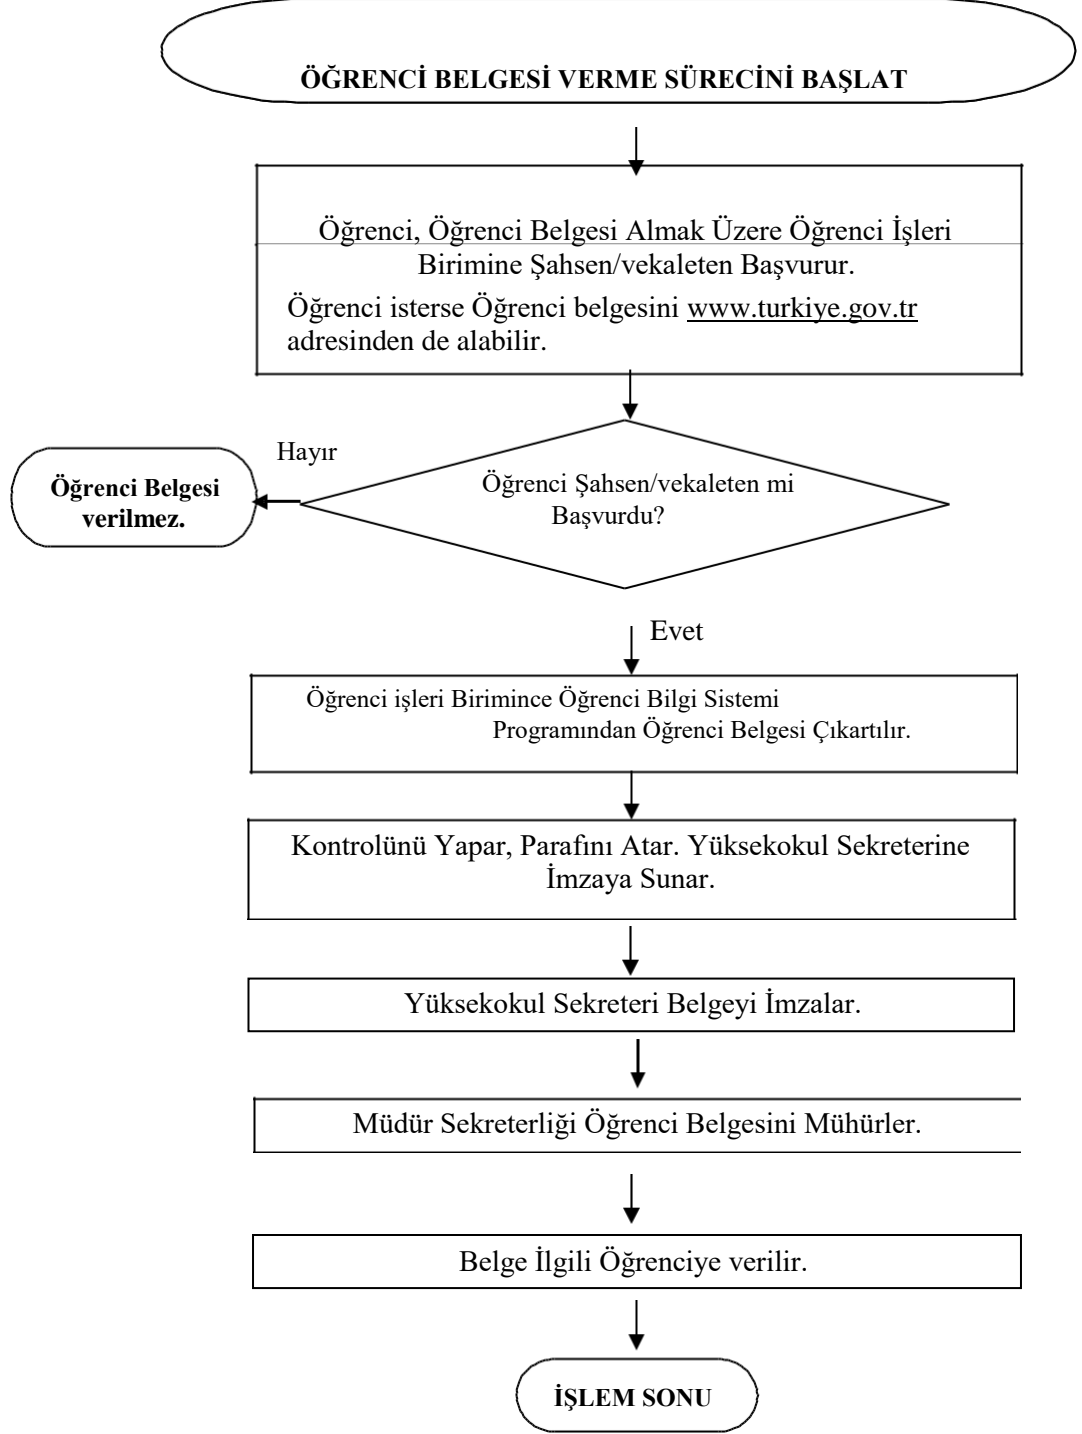 ÖĞRENCİ BELGESİ VERME SÜRECİNİ BAŞLAT
Öğrenci, Öğrenci Belgesi Almak Üzere Öğrenci İşleri
Birimine Şahsen/vekaleten Başvurur.
Öğrenci isterse Öğrenci belgesini www.turkiye.gov.tr
adresinden de alabilir.
Hayır
Öğrenci Belgesi
verilmez.
Öğrenci Şahsen/vekaleten mi
Başvurdu?
Evet
Öğrenci işleri Birimince Öğrenci Bilgi Sistemi
Programından Öğrenci Belgesi Çıkartılır.
Kontrolünü Yapar, Parafını Atar. Yüksekokul Sekreterine
İmzaya Sunar.
Yüksekokul Sekreteri Belgeyi İmzalar.
Müdür Sekreterliği Öğrenci Belgesini Mühürler.
Belge İlgili Öğrenciye verilir.
İŞLEM SONU